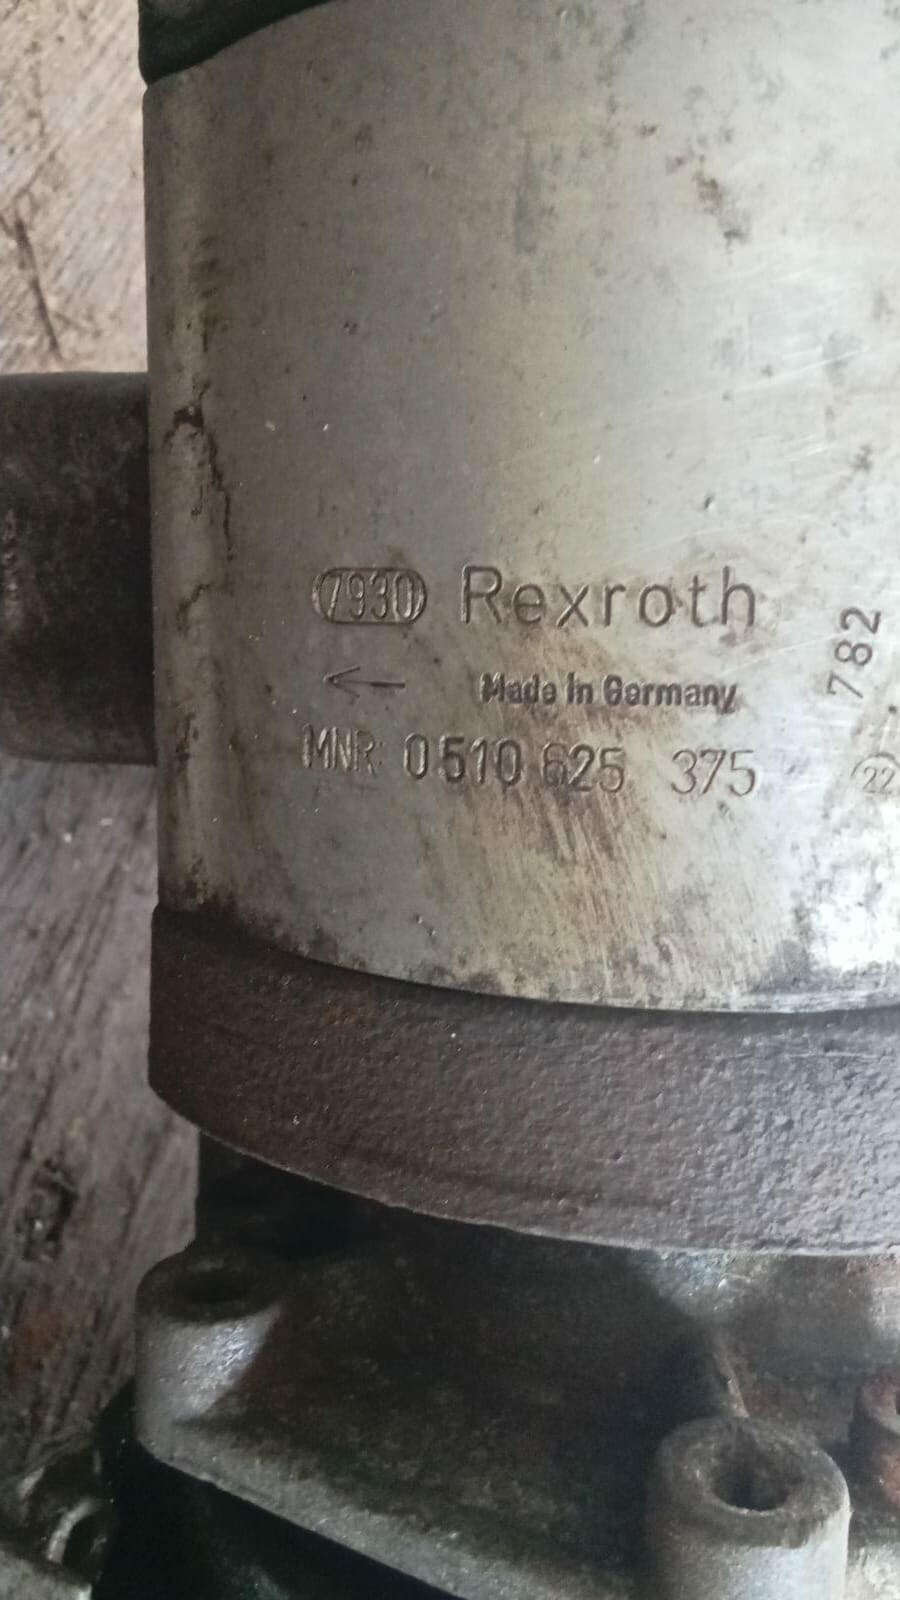 7930 Rexroth
← Made in Germany
MNR: 0 510 625 375
782
22